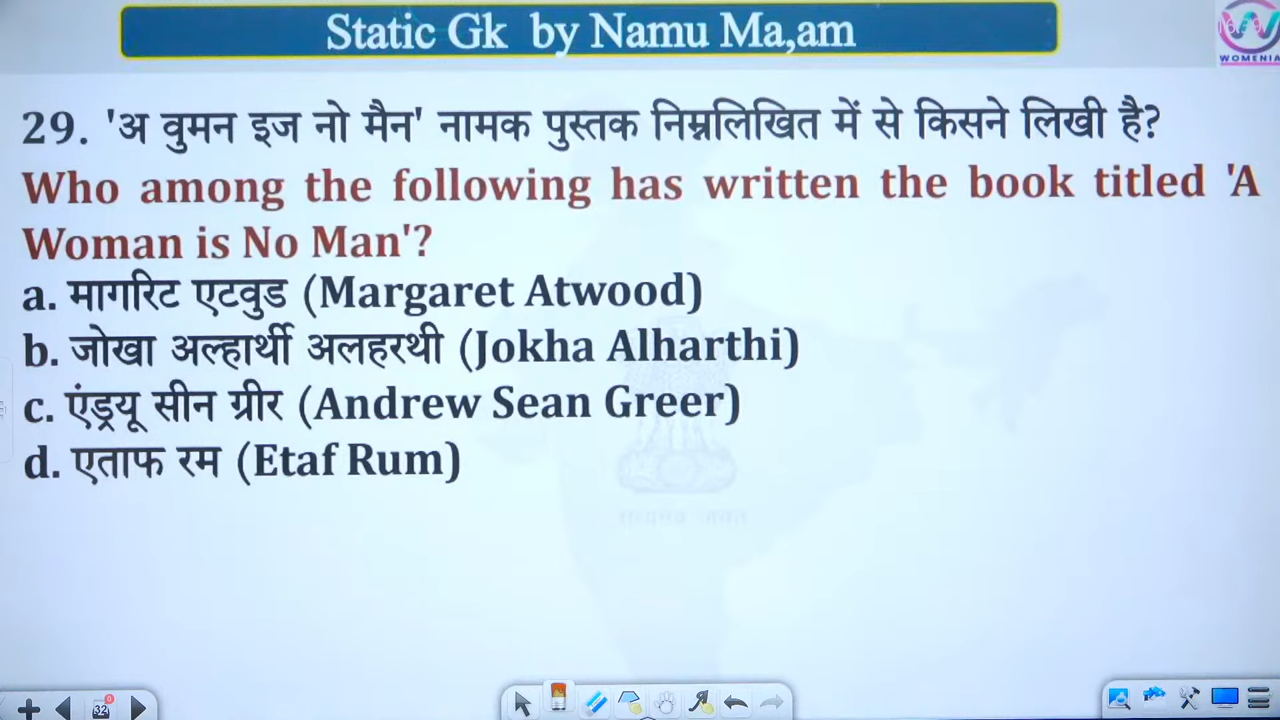 Static Gk by Namu Ma,am
WOMENIA
29. 'अ वुमन इज नो मैन' नामक पुस्तक निम्नलिखित में से किसने लिखी है?
Who among the following has written the book titled 'A
Woman is No Man'?
a. मार्गरेट एटवुड (Margaret Atwood)
b. जोखा अल्हार्थी अलहरथी (Jokha Alharthi)
c. एंड्रयू सीन ग्रीर (Andrew Sean Greer)
d. एताफ रम (Etaf Rum)
32